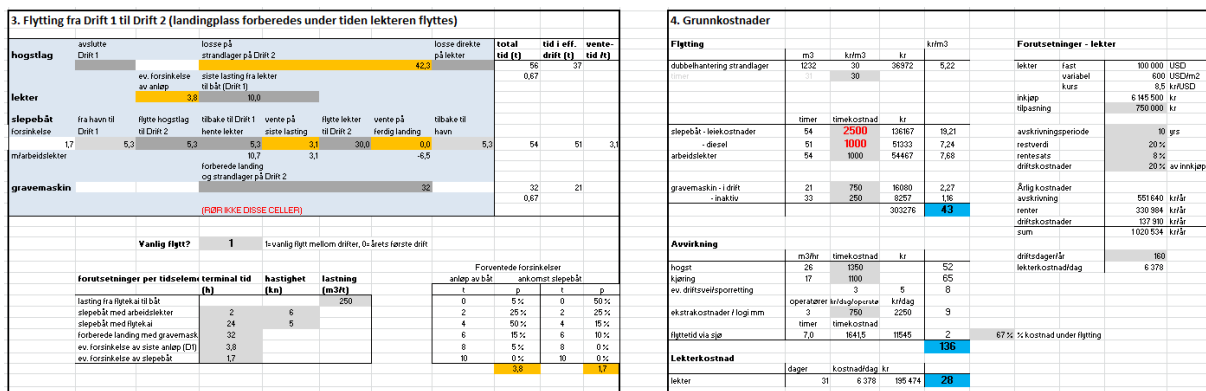 3. Flytting fra Drift 1 til Drift 2 (landingplass forberedes under tiden lekteren flyttes)
avslutte losse på losse direkte total tid i eff. vente-
hogstlag Drift 1 strandlager på Drift 2 på lekter tid (t) drift (t) tid /t)
42,3 56 37
ev. forsinkelse siste lasting fra lekter 0,67
av anløp til båt (Drift 1)
lekter 3,8 10,0
slepebåt fra havn til flytte hogstlag tilbake til Drift 1 vente på flytte lekter vente på tilbake til
forsinkelse Drift 1 til Drift 2 hente lekter siste lasting til Drift 2 ferdig landing havn
1,7 5,3 5,3 5,3 3,1 30,0 0,0 5,3 54 51 3,1
m/arbeidslekter 10,7 3,1 -6,5
forberede landing
og strandlager på Drift 2
gravemaskin 32 32 21
0,67
(RØR IKKE DISSE CELLER)
Vanlig flytt? 1 1=vanlig flytt mellom drifter, 0=årets første drift
Forventede forsinkelser
forutsetninger per tidseleme terminal tid hastighet lastning anløp av båt ankomst slepebåt
(h) (kn) (m3/t) t p t p
lasting fra flytekai til båt 250 0 5 % 0 50 %
slepebåt med arbeidslekter 2 6 2 25 % 2 25 %
slepebåt med flytekai 24 5 4 50 % 4 15 %
forberede landing med gravemask 32 6 15 % 6 10 %
ev. forsinkelse av siste anløp (D1) 3,8 8 5 % 8 0 %
ev. forsinkelse av slepebåt 1,7 10 0 % 10 0 %
3,8 1,7
4. Grunnkostnader
Flytting kr/m3
m3 kr/m3 kr
dubbelhantering strandlager 1232 30 36972 5,22
timer 31 30
timer timekostnad kr
slepebåt - leiekostnader 54 2500 136167 19,21
- diesel 51 1000 51333 7,24
arbeidslekter 54 1000 54467 7,68
gravemaskin - i drift 21 750 16080 2,27
- inaktiv 33 250 8257 1,16
303276 43
Avvirkning
m3/hr timekostnad kr
hogst 26 1350 52
kjøring 17 1100 65
ev. driftsvei/sporretting 3 5 8
operatører kr/dag/operatø kr/dag
ekstrakostnader / logi mm 3 750 2250 9
timer timekostnad
flyttetid via sjø 7,0 1641,5 11545 2 67 % % kostnad under flytting
136
Lekterkostnad
dager kostnad/dag kr
lekter 31 6 378 195 474 28
Forutsetninger - lekter
lekter fast 100 000 USD
variabel 600 USD/m2
kurs 8,5 kr/USD
inkjøp 6 145 500 kr
tilpasning 750 000 kr
avskrivningsperiode 10 yrs
restverdi 20 %
rentesats 8 %
driftskostnader 20 % av innkjøp
Årlig kostnader
avskrivning 551 640 kr/år
renter 330 984 kr/år
driftskostnader 137 910 kr/år
sum 1 020 534 kr/år
driftsdager/år 160
lekterkostnad/dag 6 378